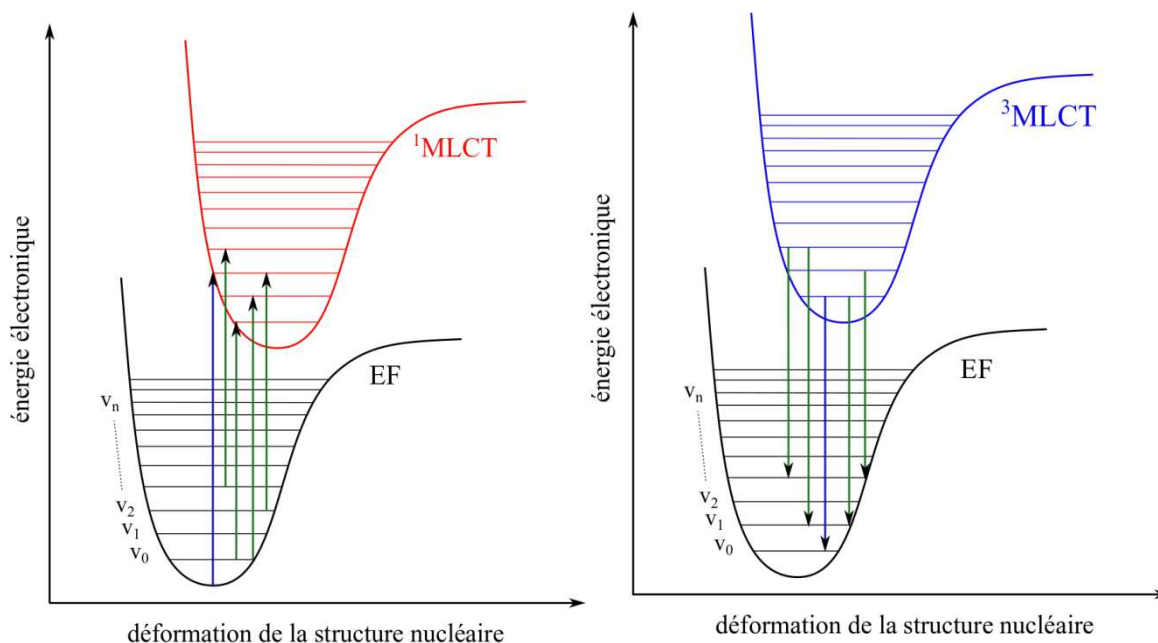 énergie électronique
¹MLCT
EF
vₙ
v₂
v₁
v₀
déformation de la structure nucléaire
énergie électronique
³MLCT
EF
vₙ
v₂
v₁
v₀
déformation de la structure nucléaire